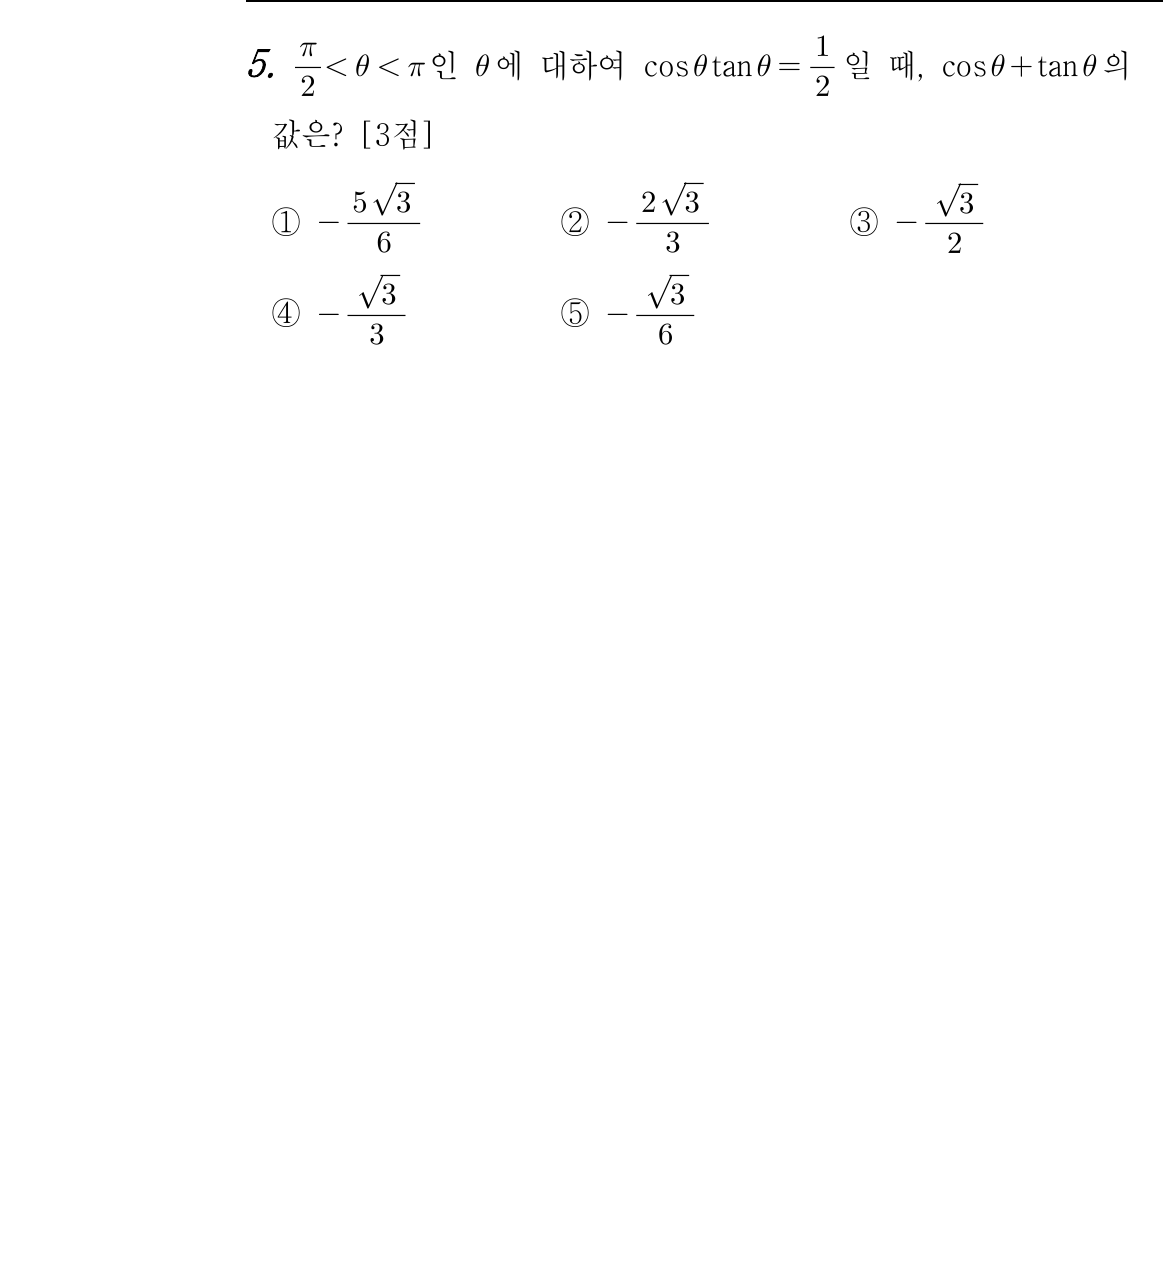 5. $\frac{\pi}{2}<\theta<\pi$인 $\theta$에 대하여 $\cos\theta\tan\theta=\frac{1}{2}$일 때, $\cos\theta+\tan\theta$의
값은? [3점]
① $-\frac{5\sqrt{3}}{6}$ ② $-\frac{2\sqrt{3}}{3}$ ③ $-\frac{\sqrt{3}}{2}$
④ $-\frac{\sqrt{3}}{3}$ ⑤ $-\frac{\sqrt{3}}{6}$